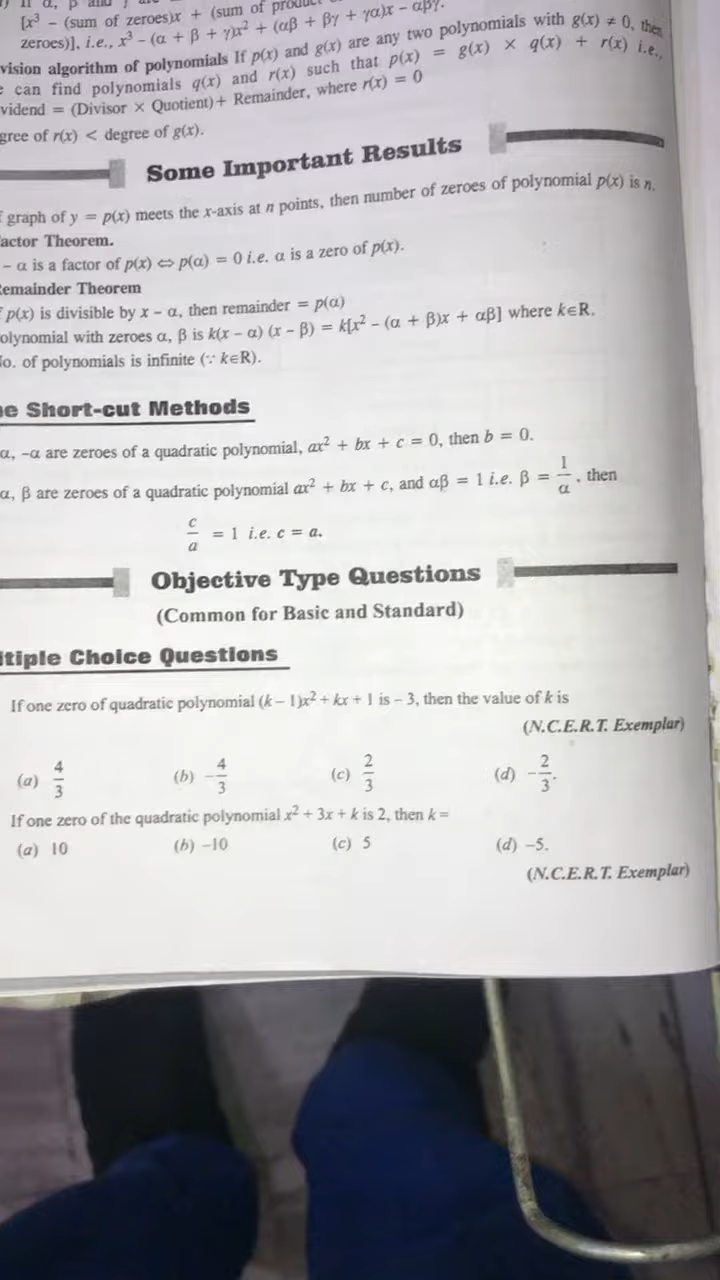 [x³ – (sum of zeroes)x + (sum of product
zeroes)], i.e., x³ – (α + β + γ)x² + (αβ + βγ + γα)x – αβγ.
vision algorithm of polynomials If p(x) and g(x) are any two polynomials with g(x) ≠ 0, then
can find polynomials q(x) and r(x) such that p(x) = g(x) × q(x) + r(x) i.e.,
vidend = (Divisor × Quotient) + Remainder, where r(x) = 0
gree of r(x) < degree of g(x).
Some Important Results
f graph of y = p(x) meets the x-axis at n points, then number of zeroes of polynomial p(x) is n.
actor Theorem.
– α is a factor of p(x) ⇔ p(α) = 0 i.e. α is a zero of p(x).
Remainder Theorem
f p(x) is divisible by x – α, then remainder = p(α)
olynomial with zeroes α, β is k(x – α) (x – β) = k[x² – (α + β)x + αβ] where k∈R.
No. of polynomials is infinite (∵ k∈R).
e Short-cut Methods
α, –α are zeroes of a quadratic polynomial, ax² + bx + c = 0, then b = 0.
α, β are zeroes of a quadratic polynomial ax² + bx + c, and αβ = 1 i.e. β = 1/α, then
c/a = 1 i.e. c = a.
Objective Type Questions
(Common for Basic and Standard)
ltiple Choice Questions
If one zero of quadratic polynomial (k – 1)x² + kx + 1 is – 3, then the value of k is
(N.C.E.R.T. Exemplar)
(a) 4/3 (b) –4/3 (c) 2/3 (d) –2/3.
If one zero of the quadratic polynomial x² + 3x + k is 2, then k =
(a) 10 (b) –10 (c) 5 (d) –5.
(N.C.E.R.T. Exemplar)